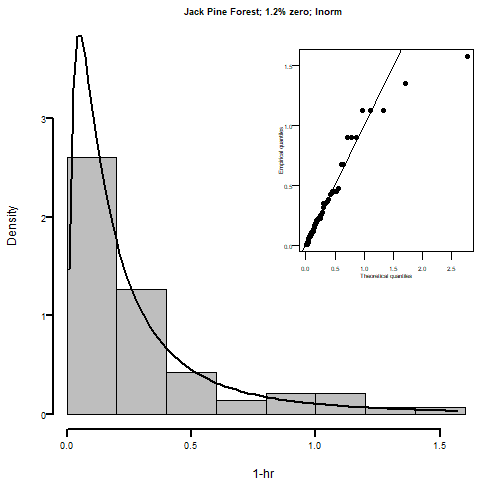 Jack Pine Forest; 1.2% zero; lnorm
Density
0
1
2
3
0.0 0.5 1.0 1.5
1-hr
Empirical quantiles
0.0
0.5
1.0
1.5
0.0 0.5 1.0 1.5 2.0 2.5
Theoretical quantiles